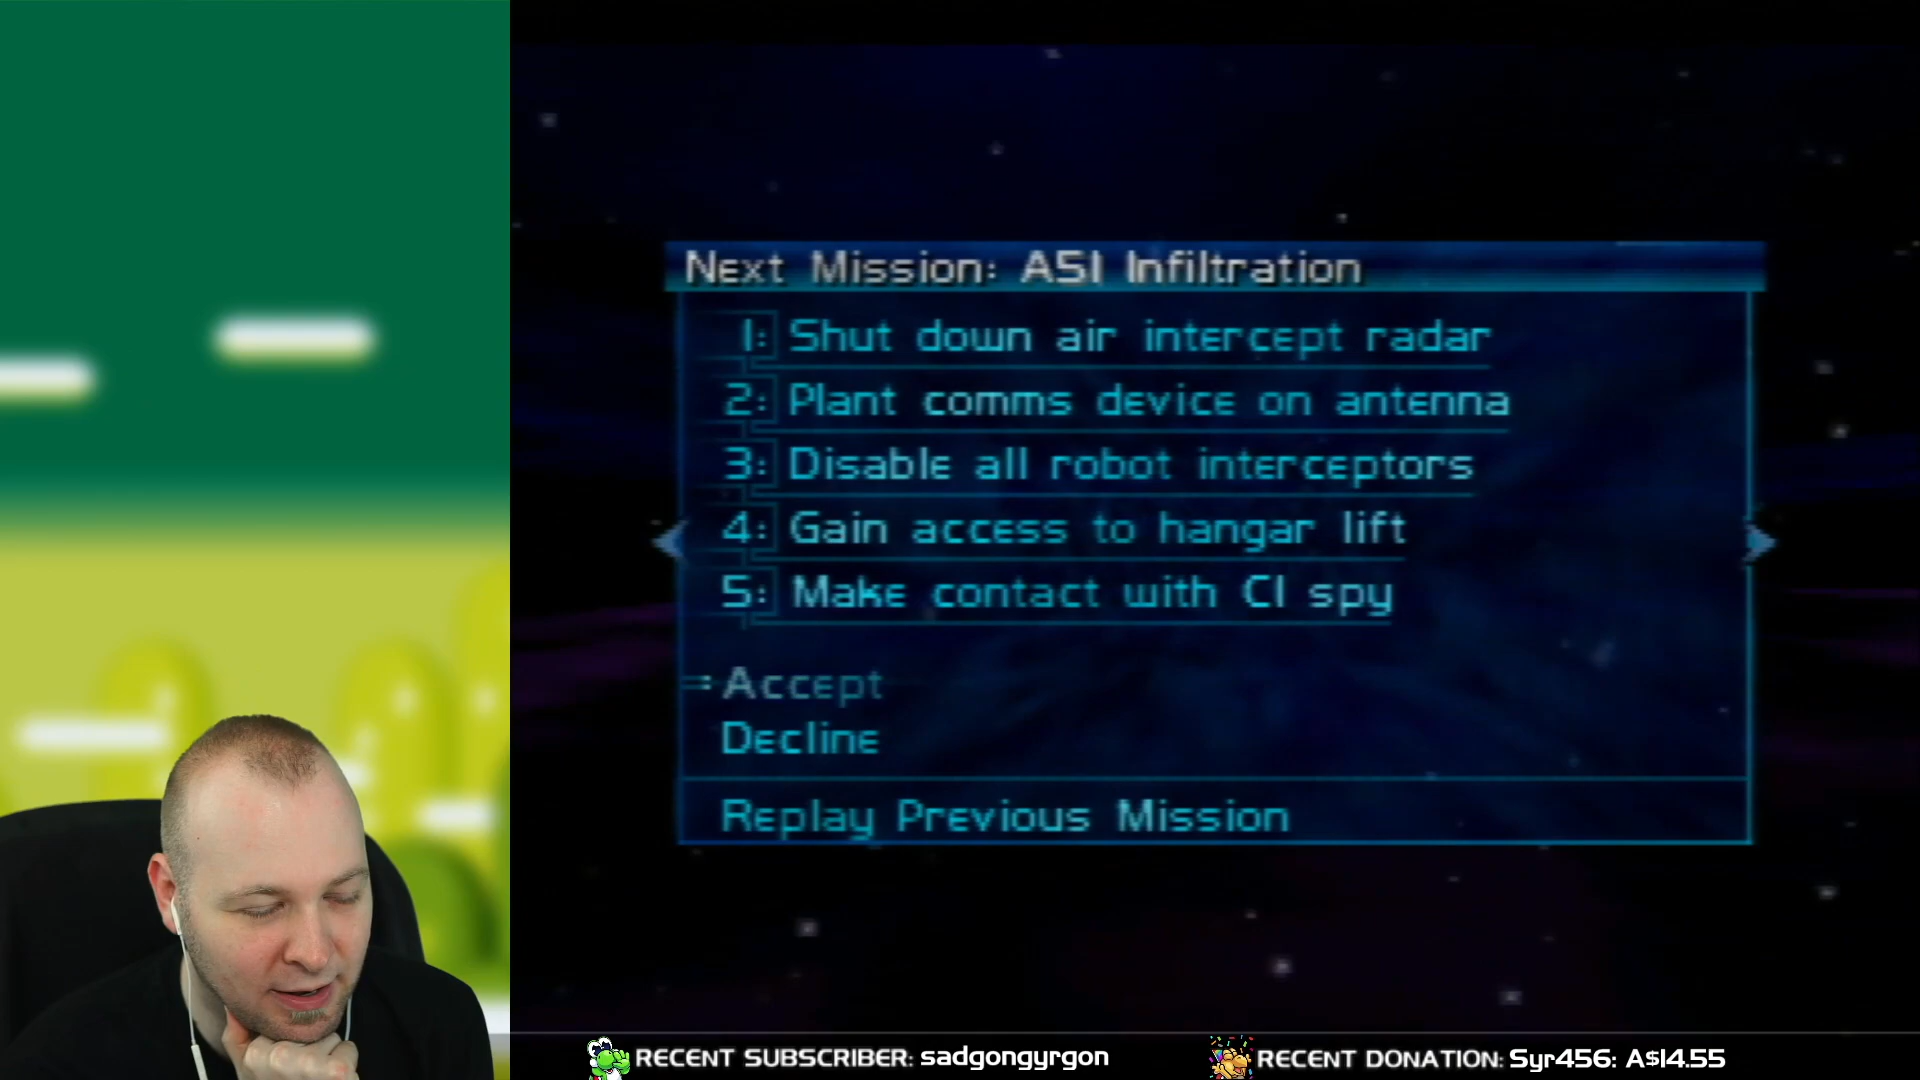 Next Mission: A51 Infiltration
1: Shut down air intercept radar
2: Plant comms device on antenna
3: Disable all robot interceptors
4: Gain access to hangar lift
5: Make contact with CI spy
Accept
Decline
Replay Previous Mission
RECENT SUBSCRIBER: sadgongyrgon
RECENT DONATION: Syr456: A$14.55